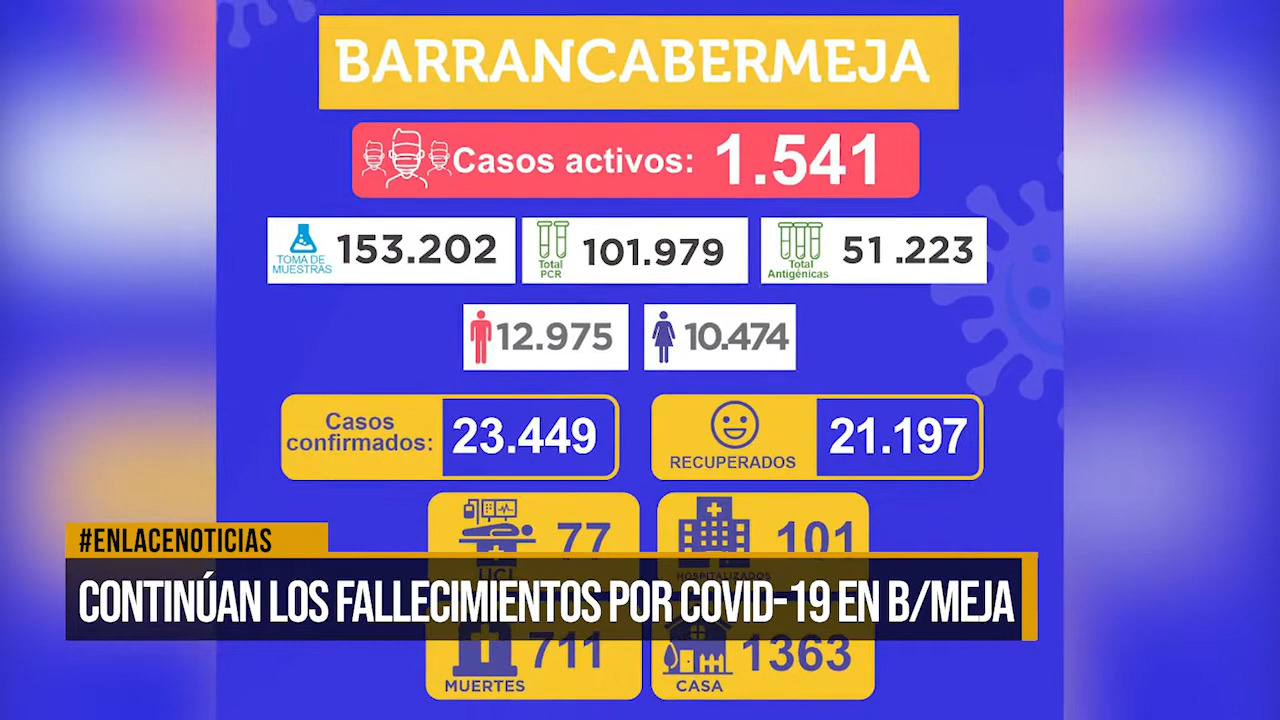 BARRANCABERMEJA
Casos activos: 1.541
TOMA DE
MUESTRAS
153.202
Total
PCR
101.979
Total
Antigénicas
51 .223
12.975
10.474
Casos
confirmados:
23.449
RECUPERADOS
21.197
77
UCI
101
HOSPITALIZADOS
#ENLACENOTICIAS
CONTINÚAN LOS FALLECIMIENTOS POR COVID-19 EN B/MEJA
711
MUERTES
1363
CASA